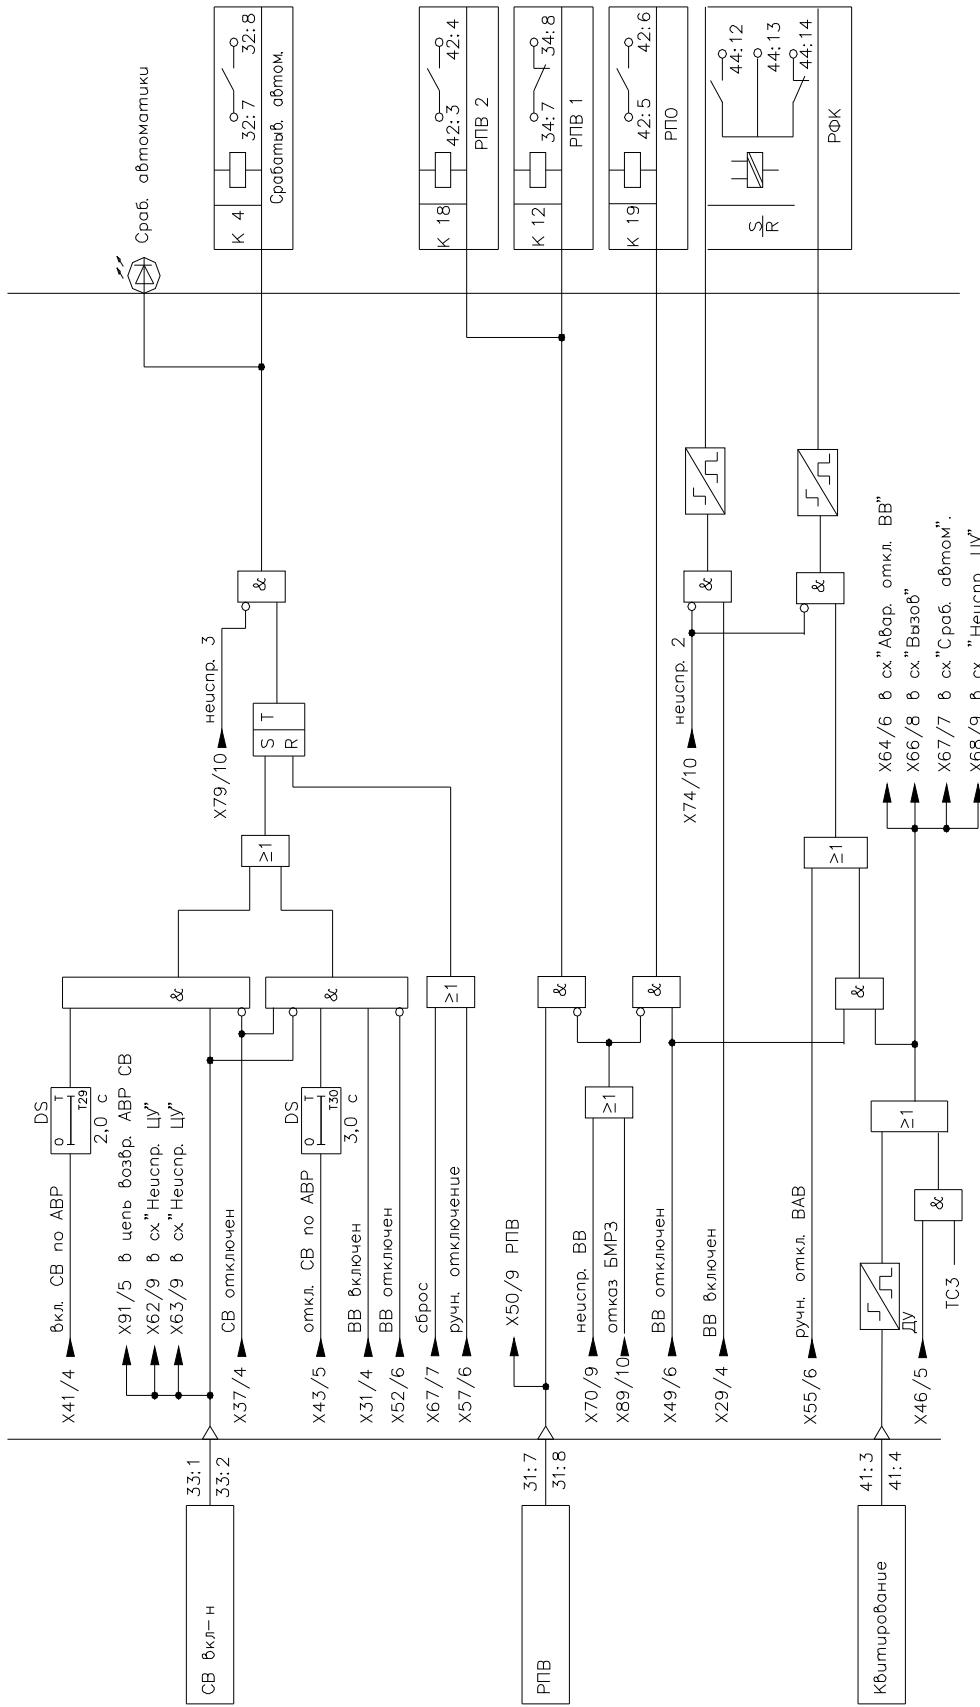 СВ вкл-н
33:1
33:2
X41/4
вкл. СВ по АВР
DS
O T
T29
2,0 с
X91/5 в цепь возвр. АВР СВ
X62/9 в сх."Неиспр. ЦУ"
X63/9 в сх."Неиспр. ЦУ"
X37/4
СВ отключен
X43/5
откл. СВ по АВР
DS
O T
T30
3,0 с
X31/4
ВВ включен
X52/6
ВВ отключен
X67/7
сброс
X57/6
ручн. отключение
&
&
≥1
≥1
S T
R
X79/10
неиспр. 3
&
Сраб. автоматики
К 4
32:7
32:8
Срабатыв. автом.
РПВ
31:7
31:8
X50/9 РПВ
X70/9
неиспр. ВВ
X89/10
отказ БМРЗ
≥1
X49/6
ВВ отключен
&
&
К 18
42:3
42:4
РПВ 2
К 12
34:7
34:8
РПВ 1
К 19
42:5
42:6
РПО
X29/4
ВВ включен
X74/10
неиспр. 2
&
&
S
R
44:12
44:13
44:14
РФК
X55/6
ручн. откл. ВАВ
≥1
&
Квитирование
41:3
41:4
ДУ
X46/5
ТС3
&
≥1
X64/6 в сх."Авар. откл. ВВ"
X66/8 в сх."Вызов"
X67/7 в сх."Сраб. автом".
X68/9 в сх. "Неиспр. ЦУ"